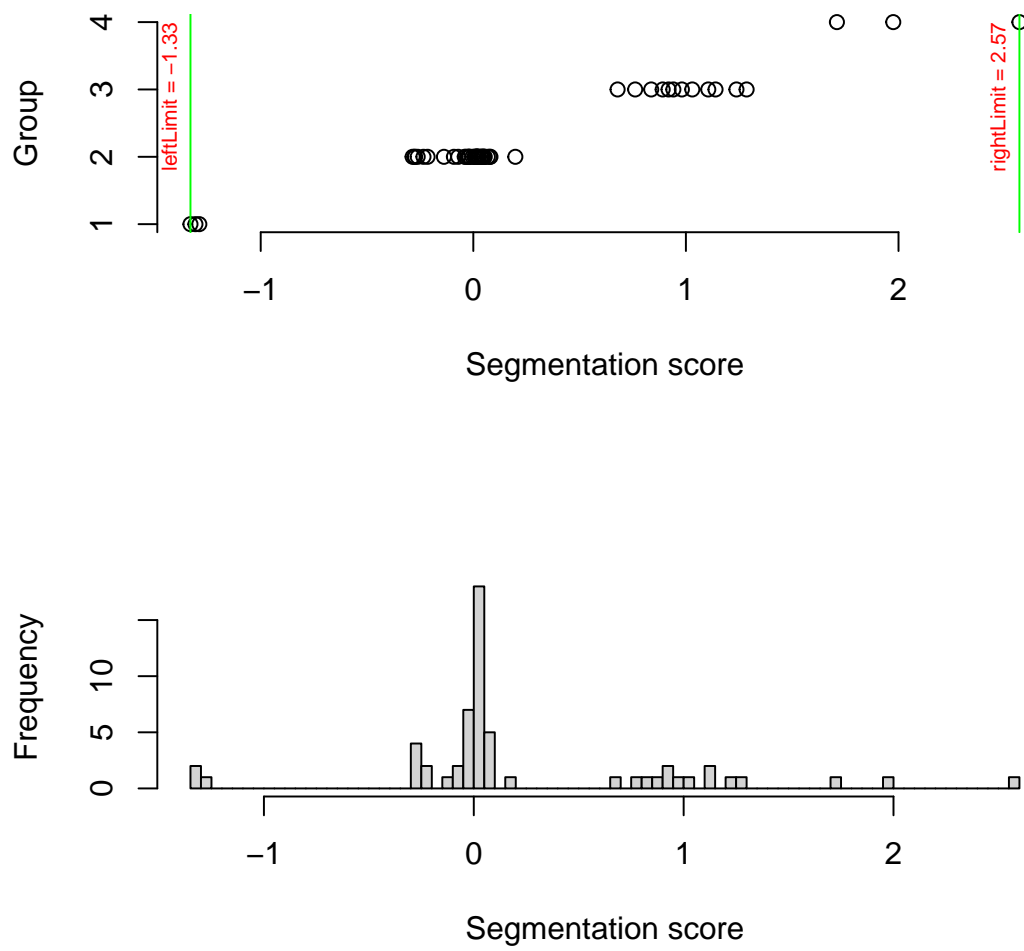 Group
1
2
3
4
leftLimit = −1.33
rightLimit = 2.57
−1 0 1 2
Segmentation score
Frequency
0
5
10
−1 0 1 2
Segmentation score